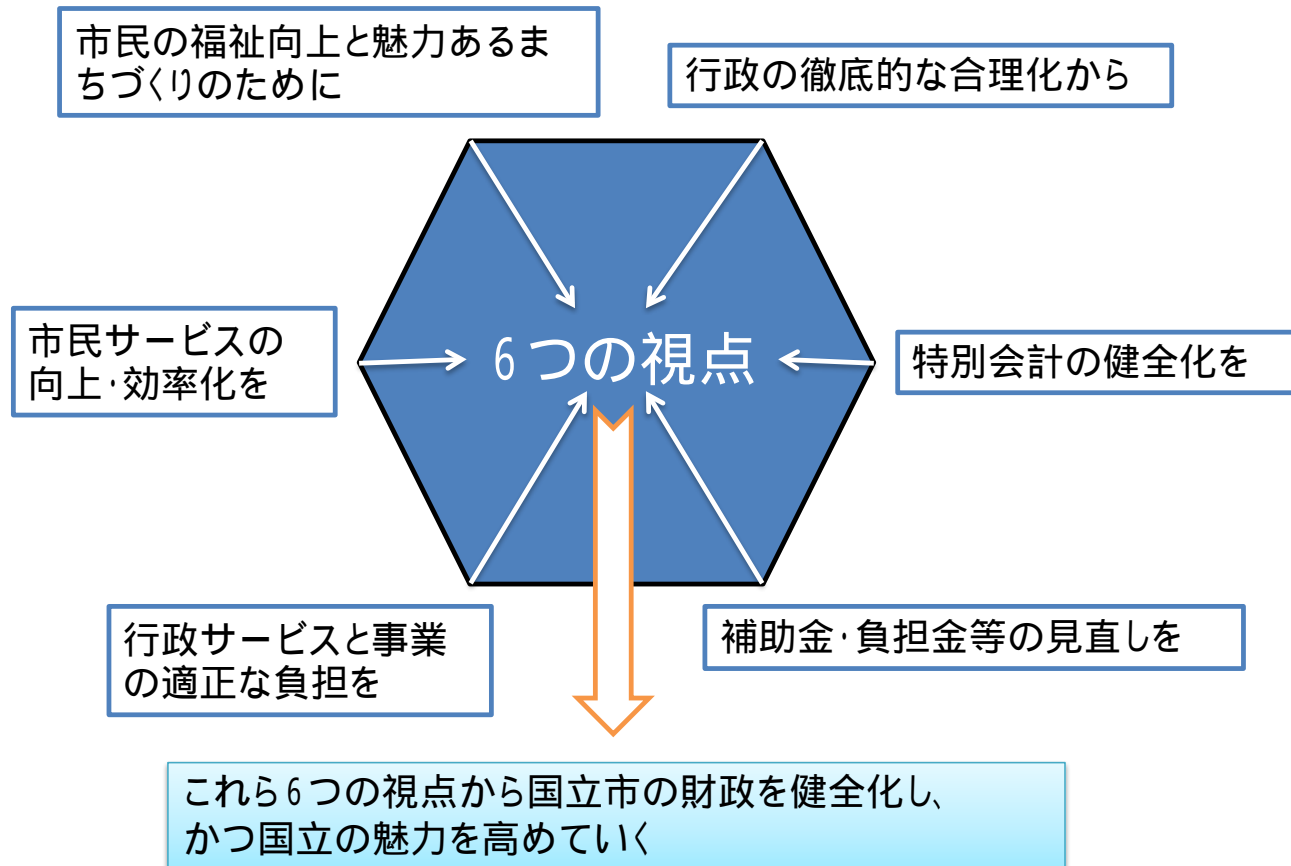 市民の福祉向上と魅力あるま
ちづくりのために
行政の徹底的な合理化から
市民サービスの
向上・効率化を
6つの視点
特別会計の健全化を
行政サービスと事業
の適正な負担を
補助金・負担金等の見直しを
これら6つの視点から国立市の財政を健全化し、
かつ国立の魅力を高めていく